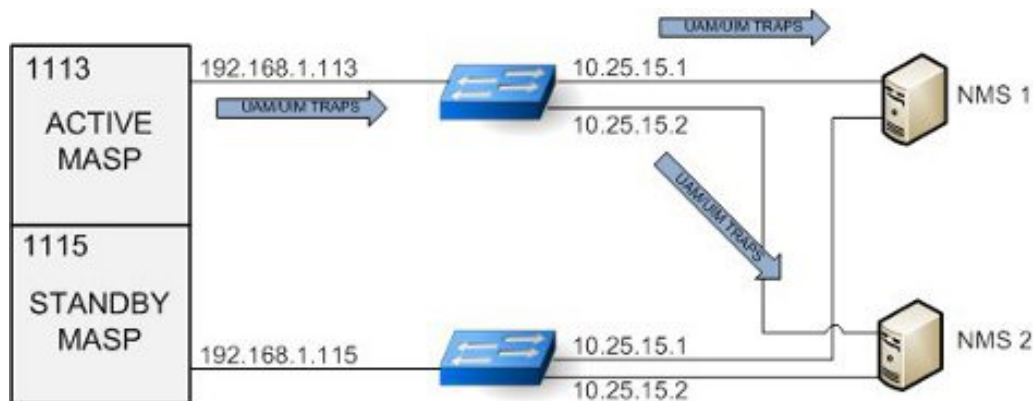 UAM/UIM TRAPS
1113
ACTIVE
MASP
192.168.1.113
UAM/UIM TRAPS
10.25.15.1
10.25.15.2
NMS 1
UAM/UIM TRAPS
1115
STANDBY
MASP
192.168.1.115
10.25.15.1
10.25.15.2
NMS 2